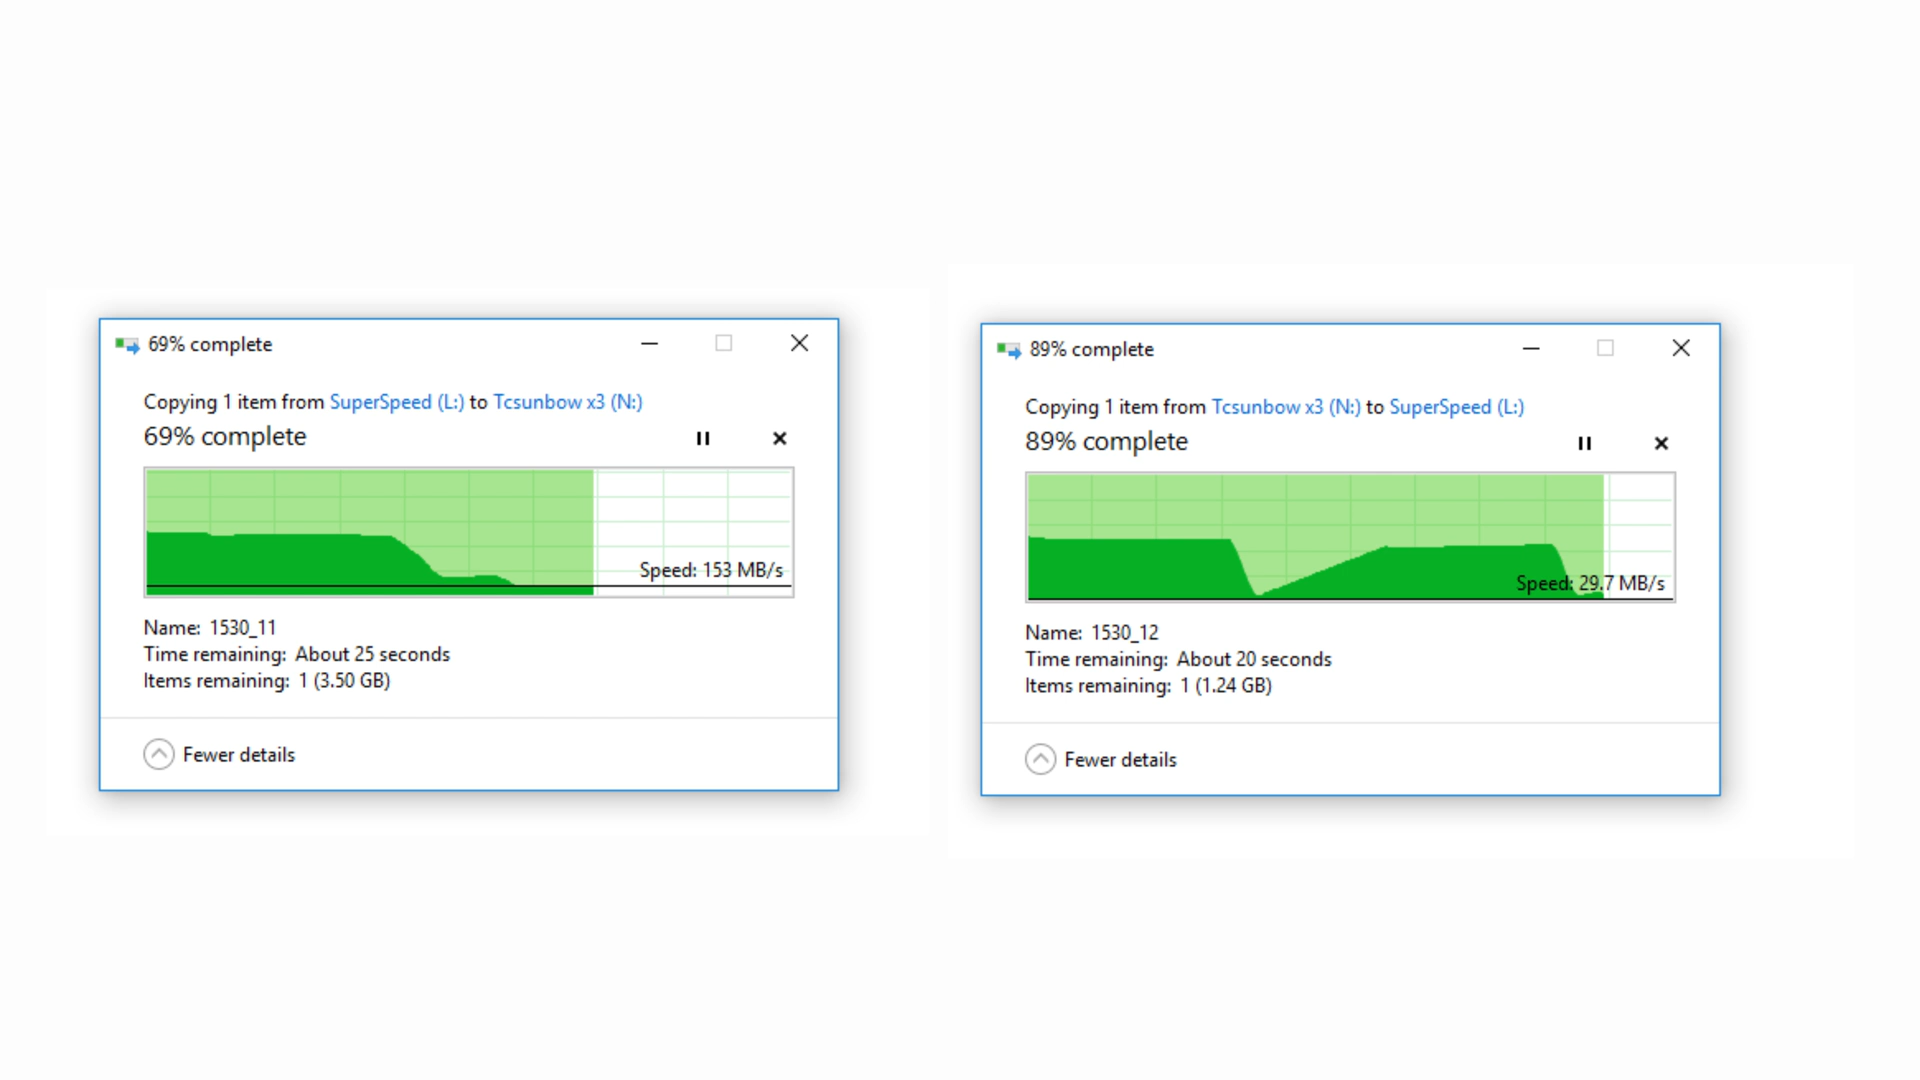 69% complete
Copying 1 item from SuperSpeed (L:) to Tcsunbow x3 (N:)
69% complete
Speed: 153 MB/s
Name: 1530_11
Time remaining: About 25 seconds
Items remaining: 1 (3.50 GB)
Fewer details
89% complete
Copying 1 item from Tcsunbow x3 (N:) to SuperSpeed (L:)
89% complete
Speed: 29.7 MB/s
Name: 1530_12
Time remaining: About 20 seconds
Items remaining: 1 (1.24 GB)
Fewer details